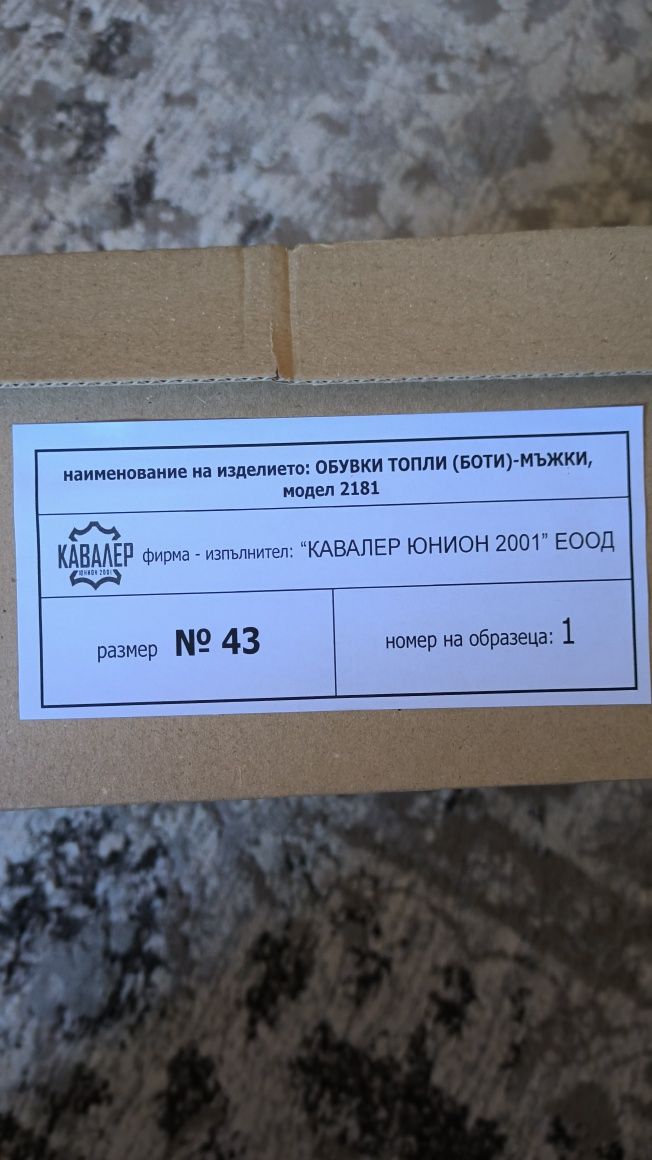 наименование на изделието: ОБУВКИ ТОПЛИ (БОТИ)-МЪЖКИ,
модел 2181
КАВАЛЕР
ЮНИОН 2001
фирма - изпълнител: “КАВАЛЕР ЮНИОН 2001” ЕООД
размер № 43
номер на образеца: 1